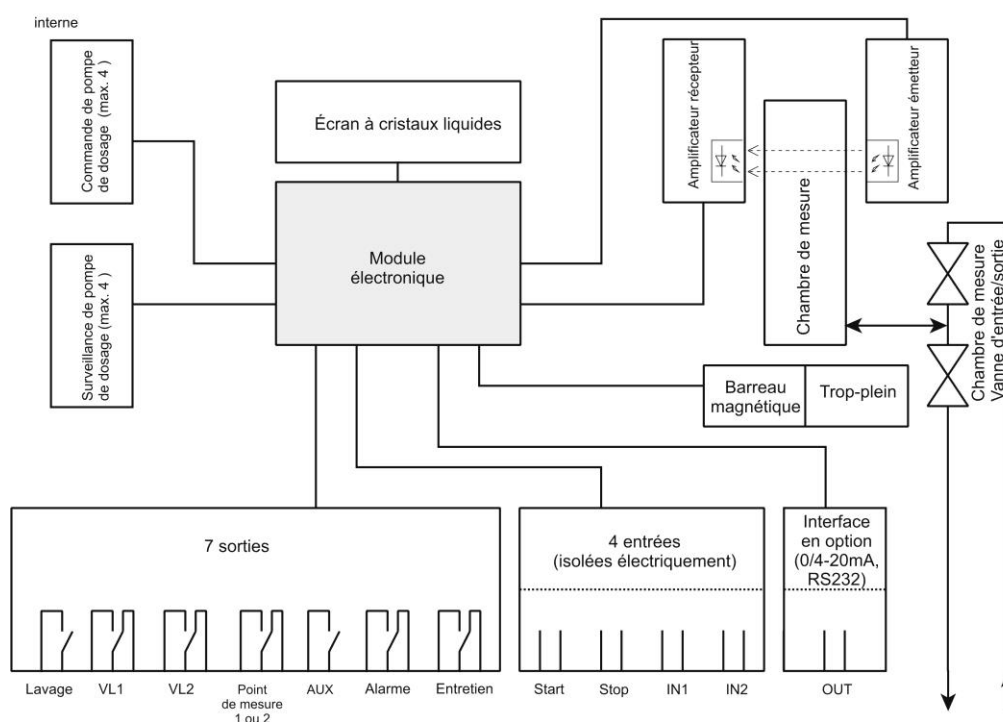 interne
Commande de pompe
de dosage (max. 4)
Surveillance de pompe
de dosage (max. 4)
Écran à cristaux liquides
Module
électronique
Amplificateur récepteur
Chambre de mesure
Amplificateur émetteur
Chambre de mesure
Vanne d'entrée/sortie
Barreau
magnétique
Trop-plein
7 sorties
Lavage
VL1
VL2
Point
de mesure
1 ou 2
AUX
Alarme
Entretien
4 entrées
(isolées électriquement)
Start
Stop
IN1
IN2
Interface
en option
(0/4-20mA,
RS232)
OUT